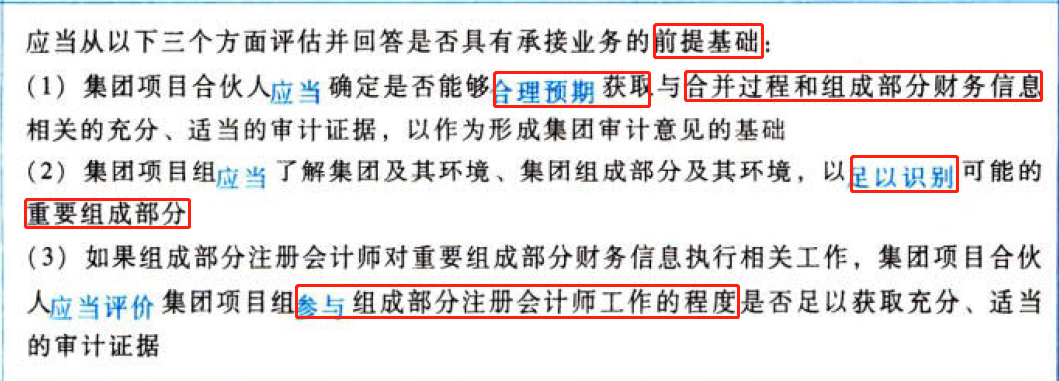 应当从以下三个方面评估并回答是否具有承接业务的前提基础：
(1) 集团项目合伙人应当确定是否能够合理预期获取与合并过程和组成部分财务信息
相关的充分、适当的审计证据，以作为形成集团审计意见的基础
(2) 集团项目组应当了解集团及其环境、集团组成部分及其环境，以足以识别可能的
重要组成部分
(3) 如果组成部分注册会计师对重要组成部分财务信息执行相关工作，集团项目合伙
人应当评价集团项目组参与组成部分注册会计师工作的程度是否足以获取充分、适当
的审计证据